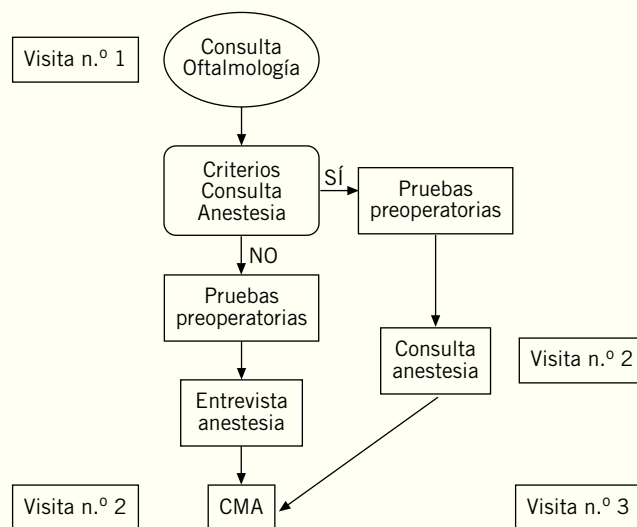 Visita n.º 1
Consulta
Oftalmología
Criterios
Consulta
Anestesia
SÍ
Pruebas
preoperatorias
NO
Pruebas
preoperatorias
Consulta
anestesia
Visita n.º 2
Entrevista
anestesia
Visita n.º 2
CMA
Visita n.º 3